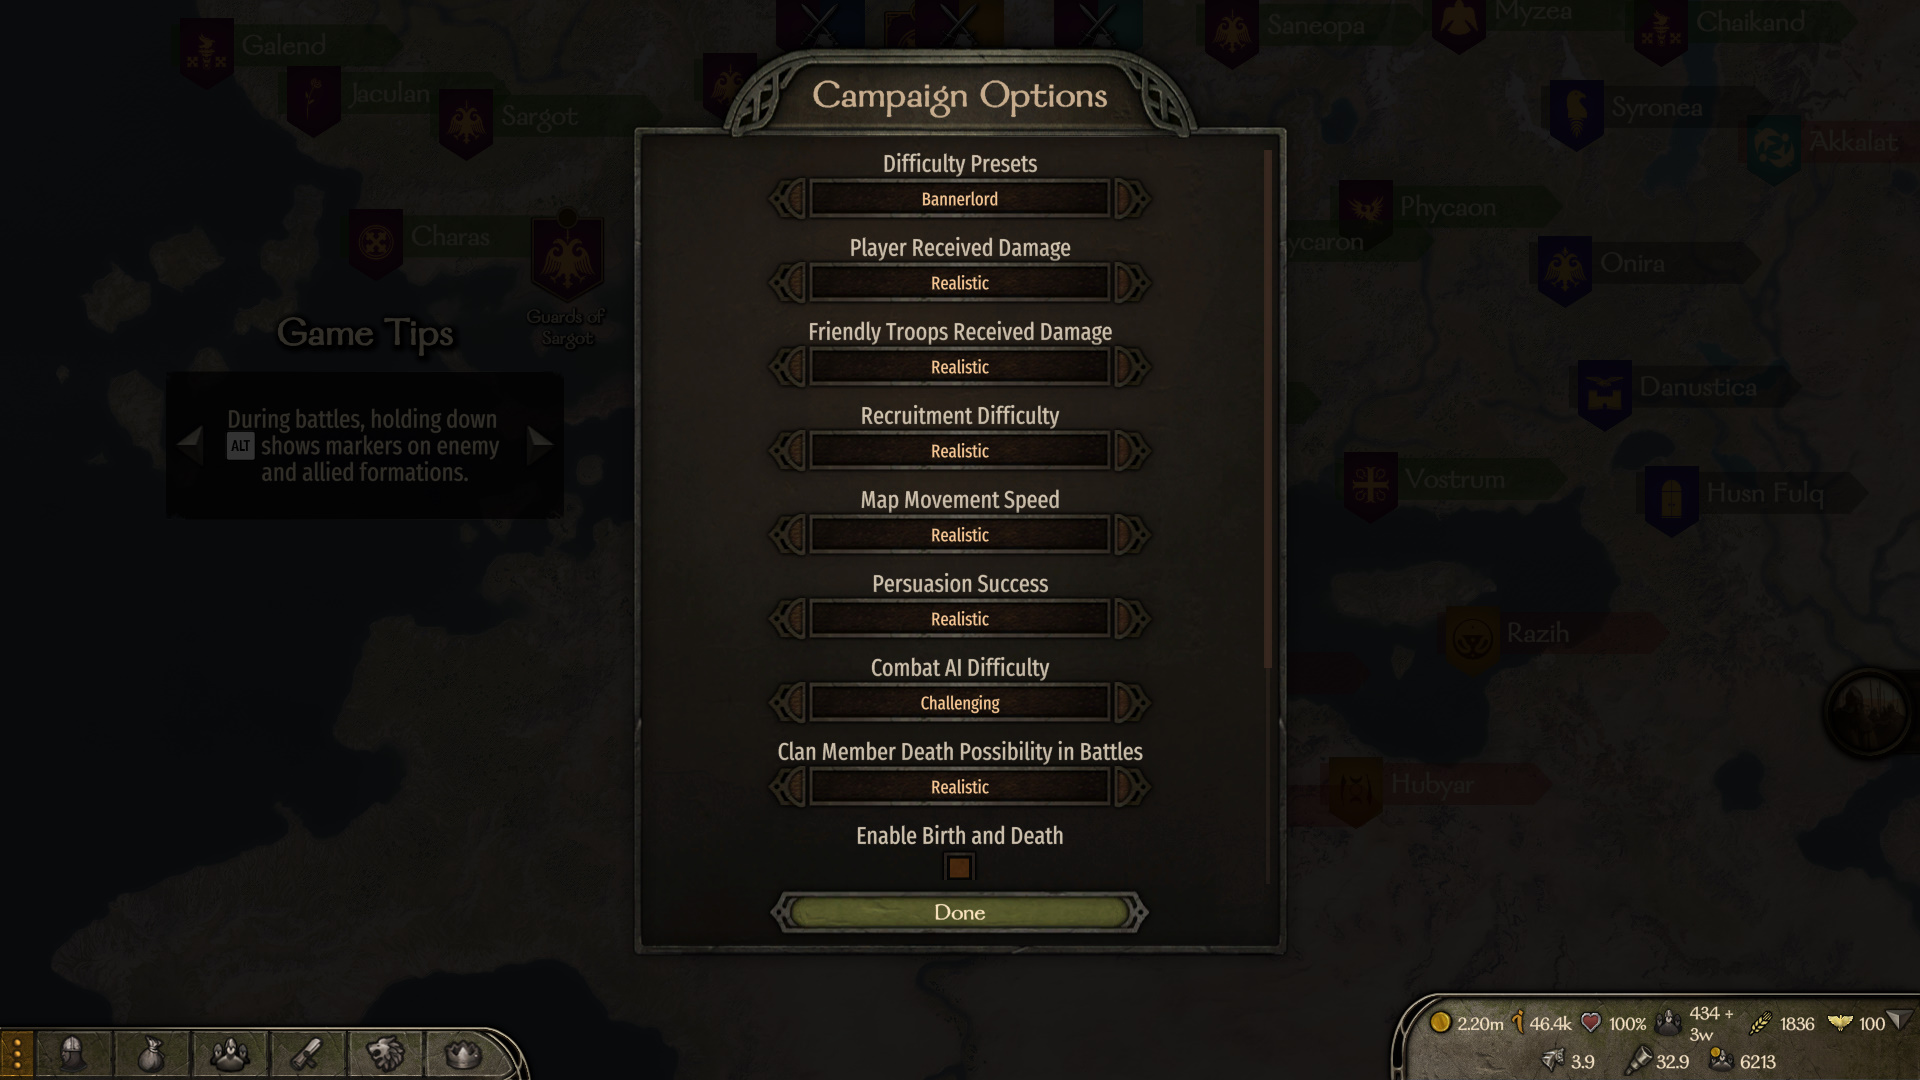 Galend
Jaculan
Sargot
Saneopa
Myzea
Chaikand
Syronea
Akkalat
Campaign Options
Difficulty Presets
Bannerlord
Player Received Damage
Realistic
Friendly Troops Received Damage
Realistic
Recruitment Difficulty
Realistic
Map Movement Speed
Realistic
Persuasion Success
Realistic
Combat AI Difficulty
Challenging
Clan Member Death Possibility in Battles
Realistic
Enable Birth and Death
Done
Charas
Guards of
Sargot
Game Tips
During battles, holding down
ALT shows markers on enemy
and allied formations.
Phycaon
ycaron
Onira
Danustica
Vostrum
Husn Fulq
Razih
Hubyar
2.20m 46.4k 100% 434 +
3w 1836 100
3.9 32.9 6213